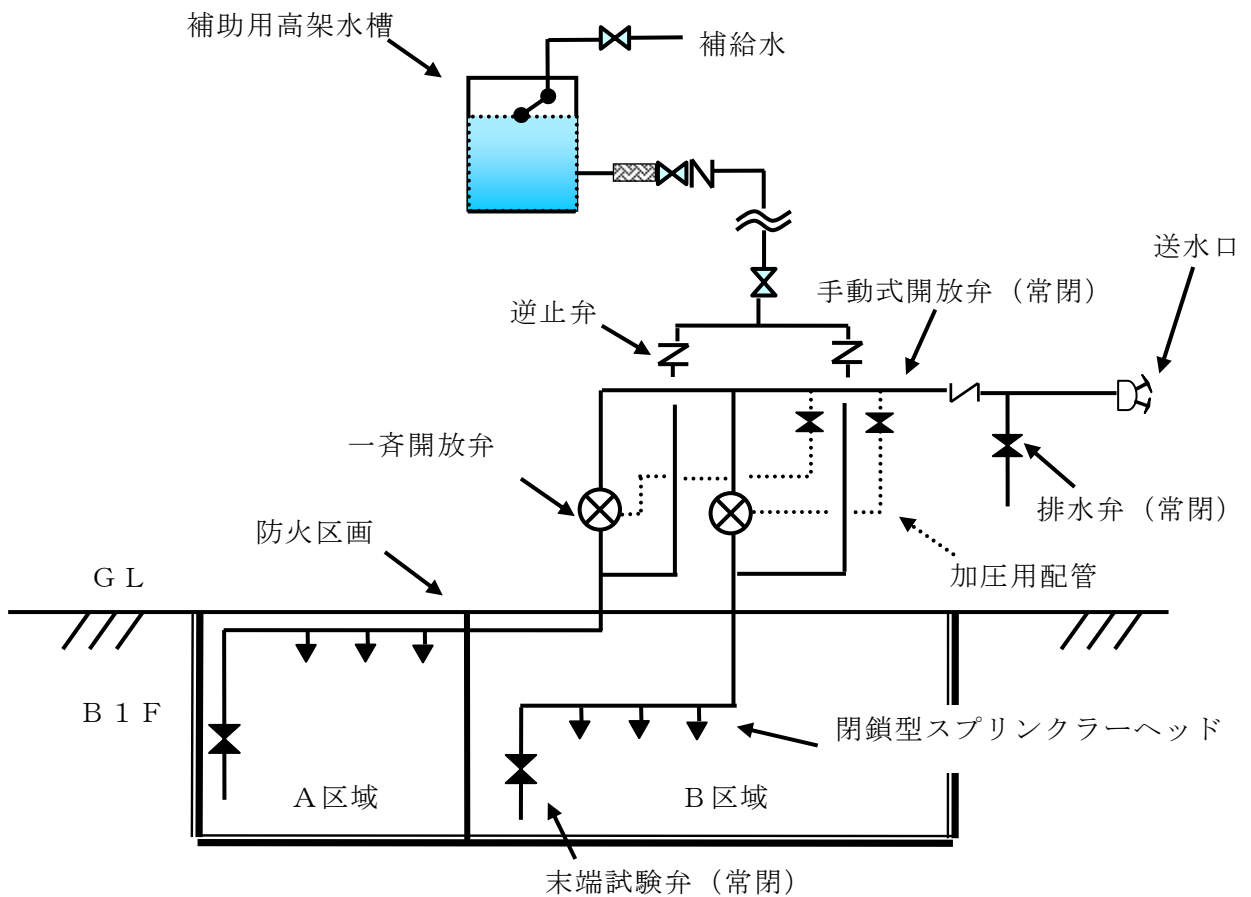 補助用高架水槽
補給水
送水口
手動式開放弁（常閉）
逆止弁
一斉開放弁
排水弁（常閉）
防火区画
加圧用配管
ＧＬ
Ｂ１Ｆ
閉鎖型スプリンクラーヘッド
Ａ区域
Ｂ区域
末端試験弁（常閉）